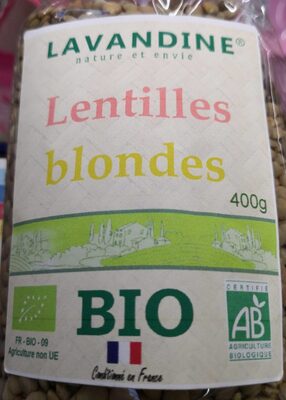 LAVANDINE®
nature et envie
Lentilles
blondes
400g
FR - BIO - 09
Agriculture non UE
BIO
Conditionné en France
CERTIFIÉ
AB
AGRICULTURE
BIOLOGIQUE